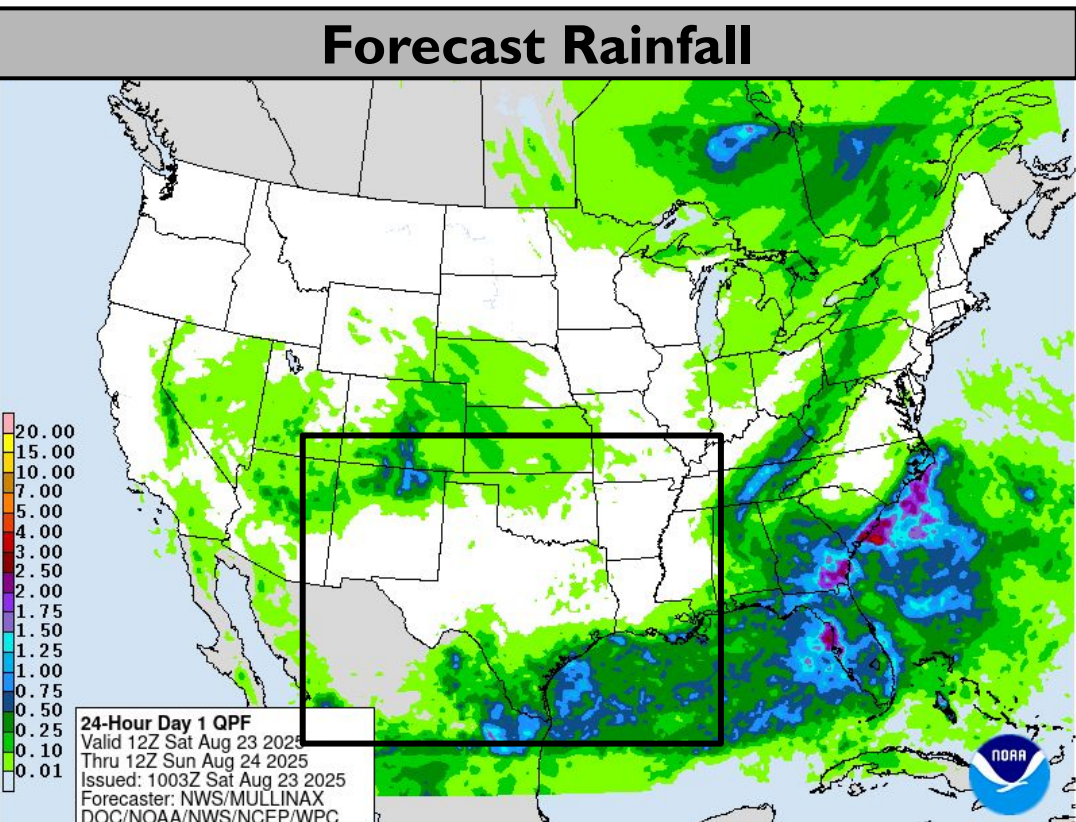 Forecast Rainfall
20.00
15.00
10.00
7.00
5.00
4.00
3.00
2.50
2.00
1.75
1.50
1.25
1.00
0.75
0.50
0.25
0.10
0.01
24-Hour Day 1 QPF
Valid 12Z Sat Aug 23 2025
Thru 12Z Sun Aug 24 2025
Issued: 1003Z Sat Aug 23 2025
Forecaster: NWS/MULLINAX
DOC/NOAA/NWS/NCEP/WPC
NOAA